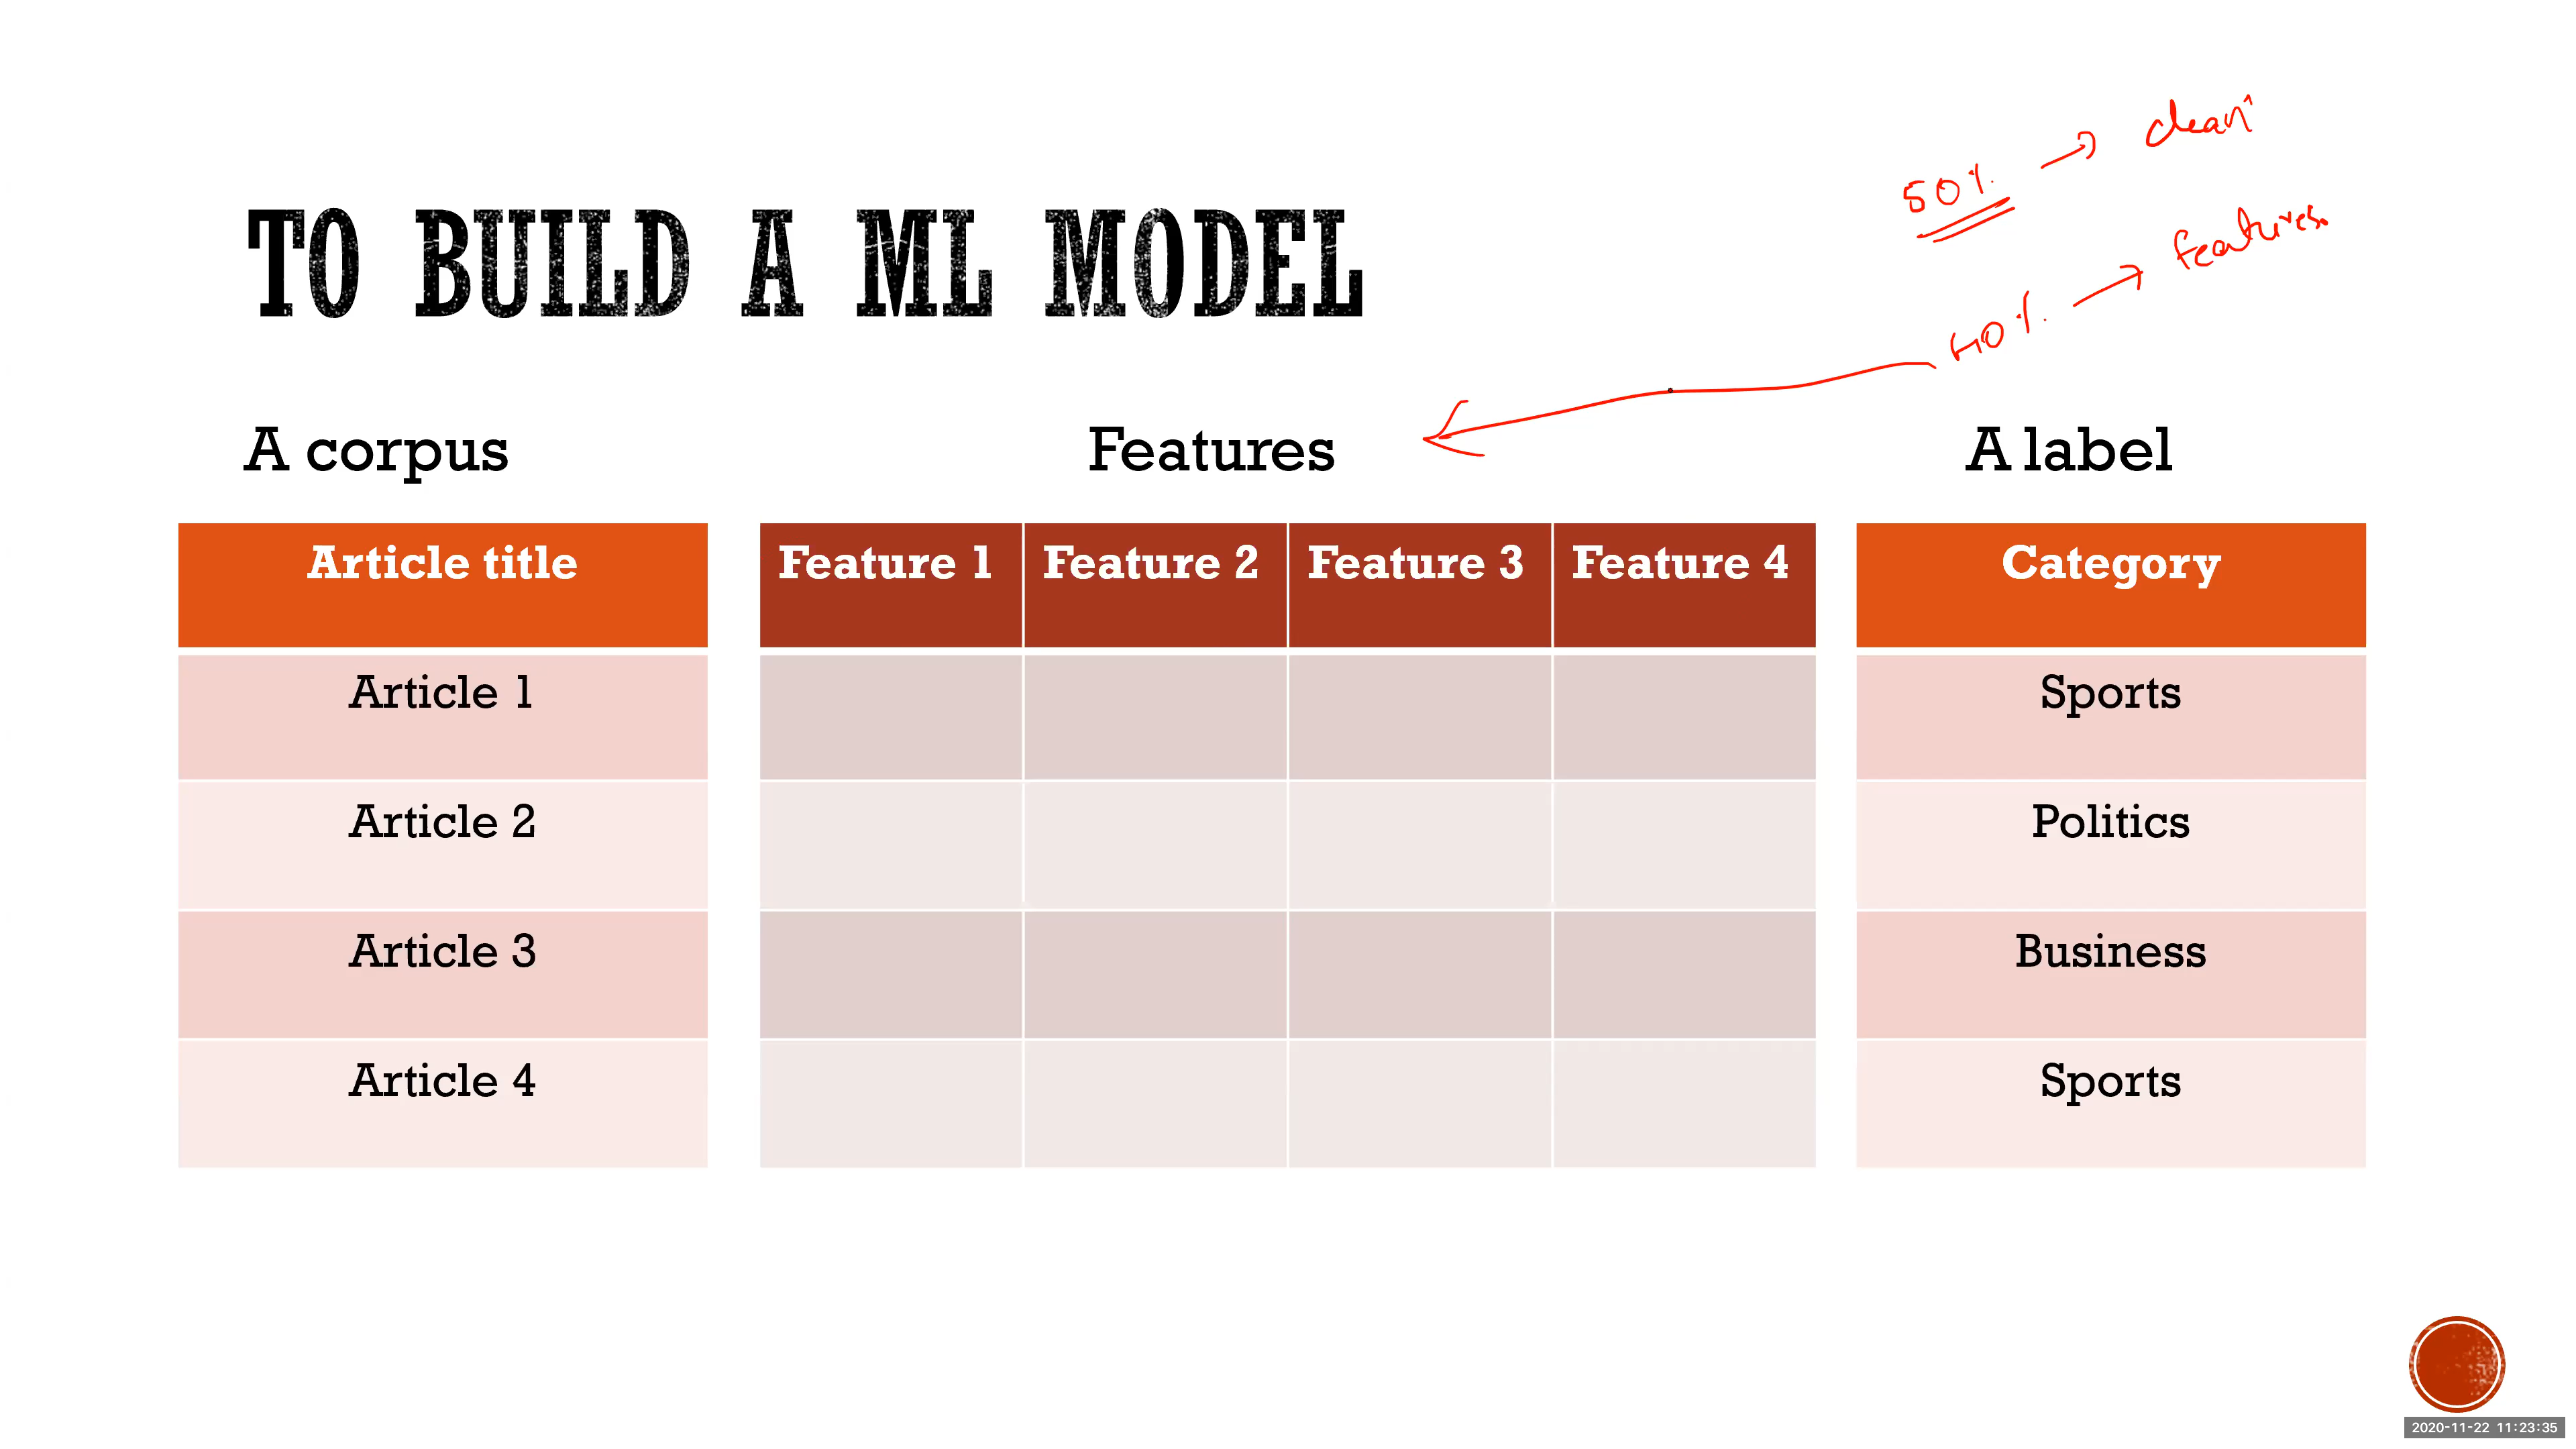 50% → clean
TO BUILD A ML MODEL
40% → features
A corpus
Features
A label
Article title
Feature 1 Feature 2 Feature 3 Feature 4
Category
Article 1
Sports
Article 2
Politics
Article 3
Business
Article 4
Sports
2020-11-22 11:23:35